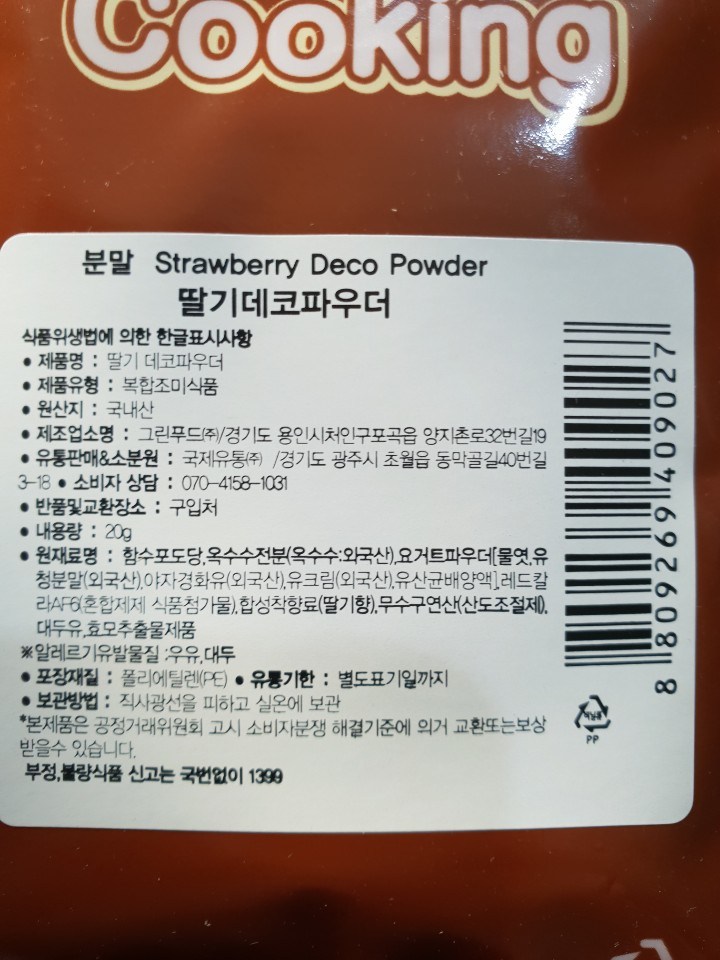 Cooking
분말 Strawberry Deco Powder
딸기데코파우더
식품위생법에 의한 한글표시사항
● 제품명 : 딸기 데코파우더
● 제품유형 : 복합조미식품
● 원산지 : 국내산
● 제조업소명 : 그린푸드㈜/경기도 용인시처인구포곡읍 양지촌로32번길19
● 유통판매&소분원 : 국제유통㈜ /경기도 광주시 초월읍 동막골길40번길
3-18 ● 소비자 상담 : 070-4158-1031
● 반품및교환장소 : 구입처
● 내용량 : 20g
● 원재료명 : 함수포도당,옥수수전분(옥수수:외국산),요거트파우더[물엿,유
청분말(외국산),야자경화유(외국산),유크림(외국산),유산균배양액],레드칼
라AF6(혼합제제 식품첨가물),합성착향료(딸기향),무수구연산(산도조절제),
대두유,효모추출물제품
※알레르기유발물질 :우유,대두
● 포장재질 : 폴리에틸렌(PE) ● 유통기한 : 별도표기일까지
● 보관방법 : 직사광선을 피하고 실온에 보관
*본제품은 공정거래위원회 고시 소비자분쟁 해결기준에 의거 교환또는보상
받을수 있습니다.
부정,불량식품 신고는 국번없이 1399
8 809269 409027
PP